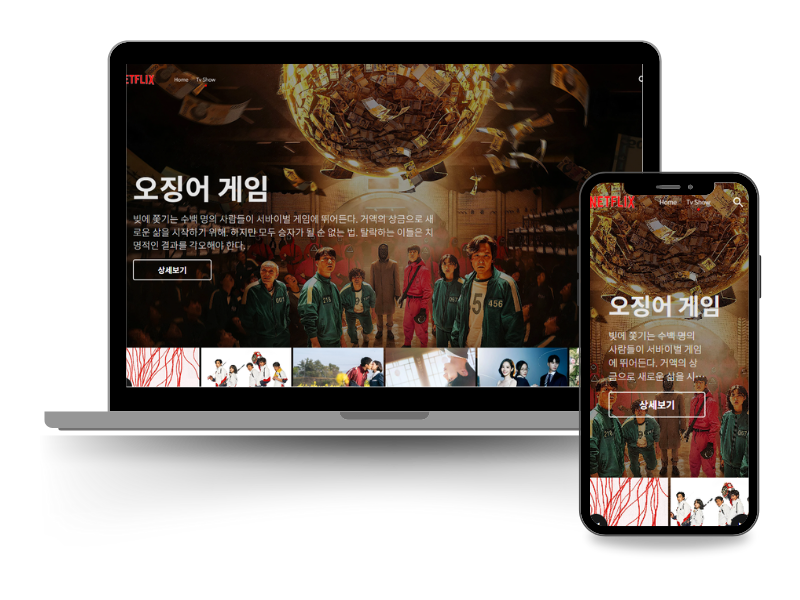 ETFLIX
Home Tv Show
오징어 게임
빚에 쫓기는 수백 명의 사람들이 서바이벌 게임에 뛰어든다. 거액의 상금으로 새
로운 삶을 시작하기 위해. 하지만 모두 승자가 될 순 없는 법. 탈락하는 이들은 치
명적인 결과를 각오해야 한다.
상세보기
067
218
5
456
NETFLIX
Home Tv Show
오징어 게임
빚에 쫓기는 수백 명의
사람들이 서바이벌 게임
에 뛰어든다. 거액의 상
금으로 새로운 삶을 시…
상세보기
067